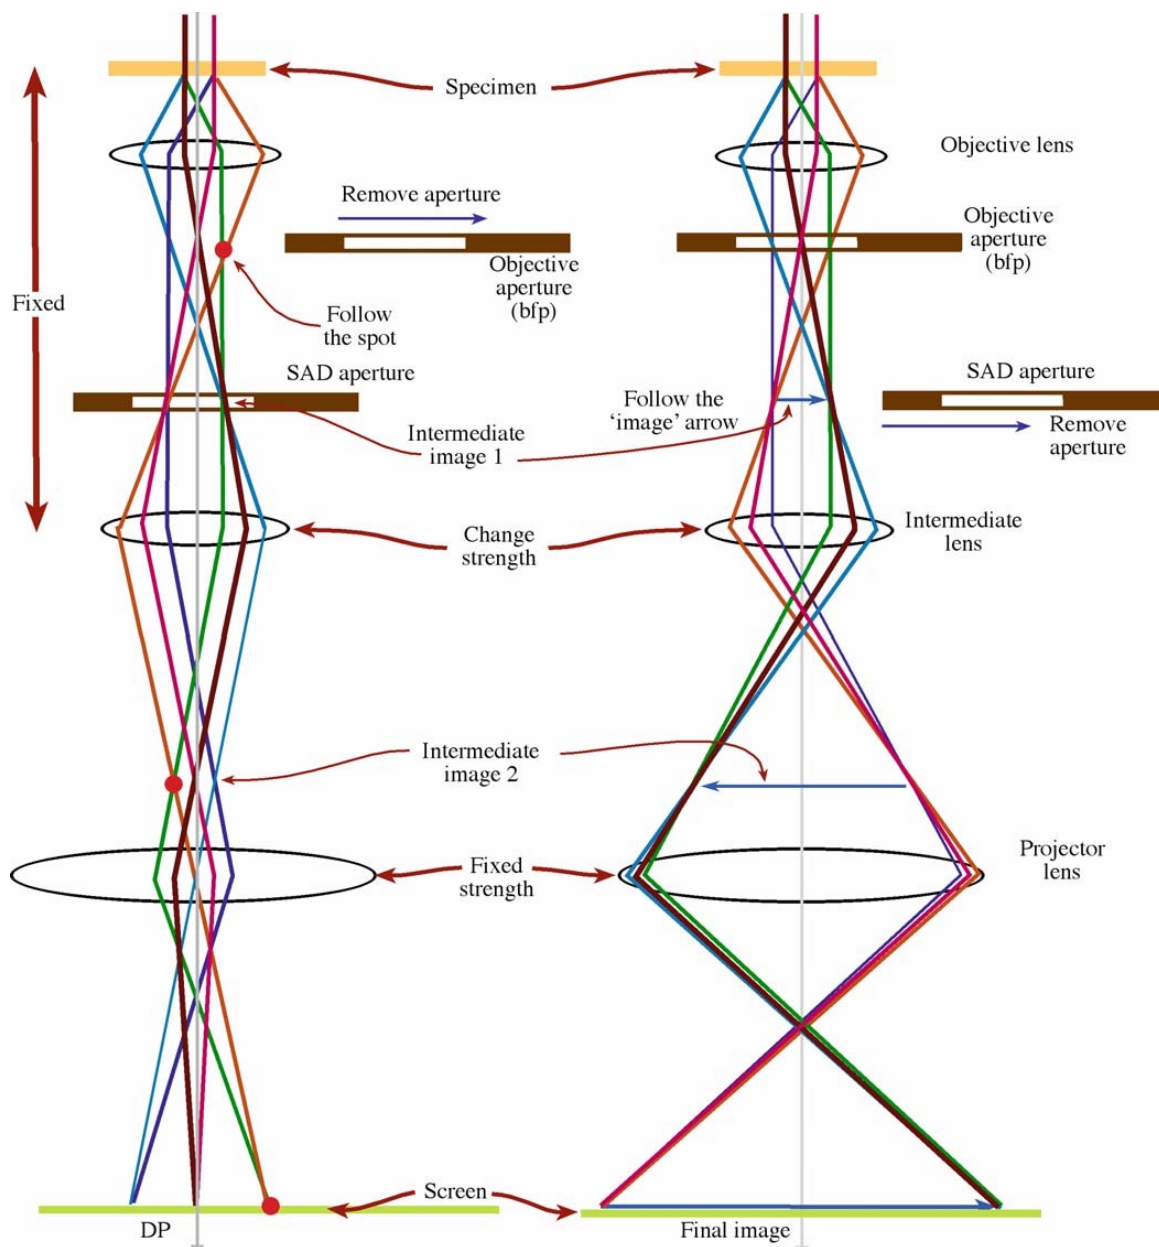 Specimen
Objective lens
Remove aperture
Objective
aperture
(bfp)
Objective
aperture
(bfp)
Fixed
Follow
the spot
SAD aperture
SAD aperture
Follow the
‘image’ arrow
Intermediate
image 1
Remove
aperture
Change
strength
Intermediate
lens
Intermediate
image 2
Fixed
strength
Projector
lens
Screen
DP
Final image